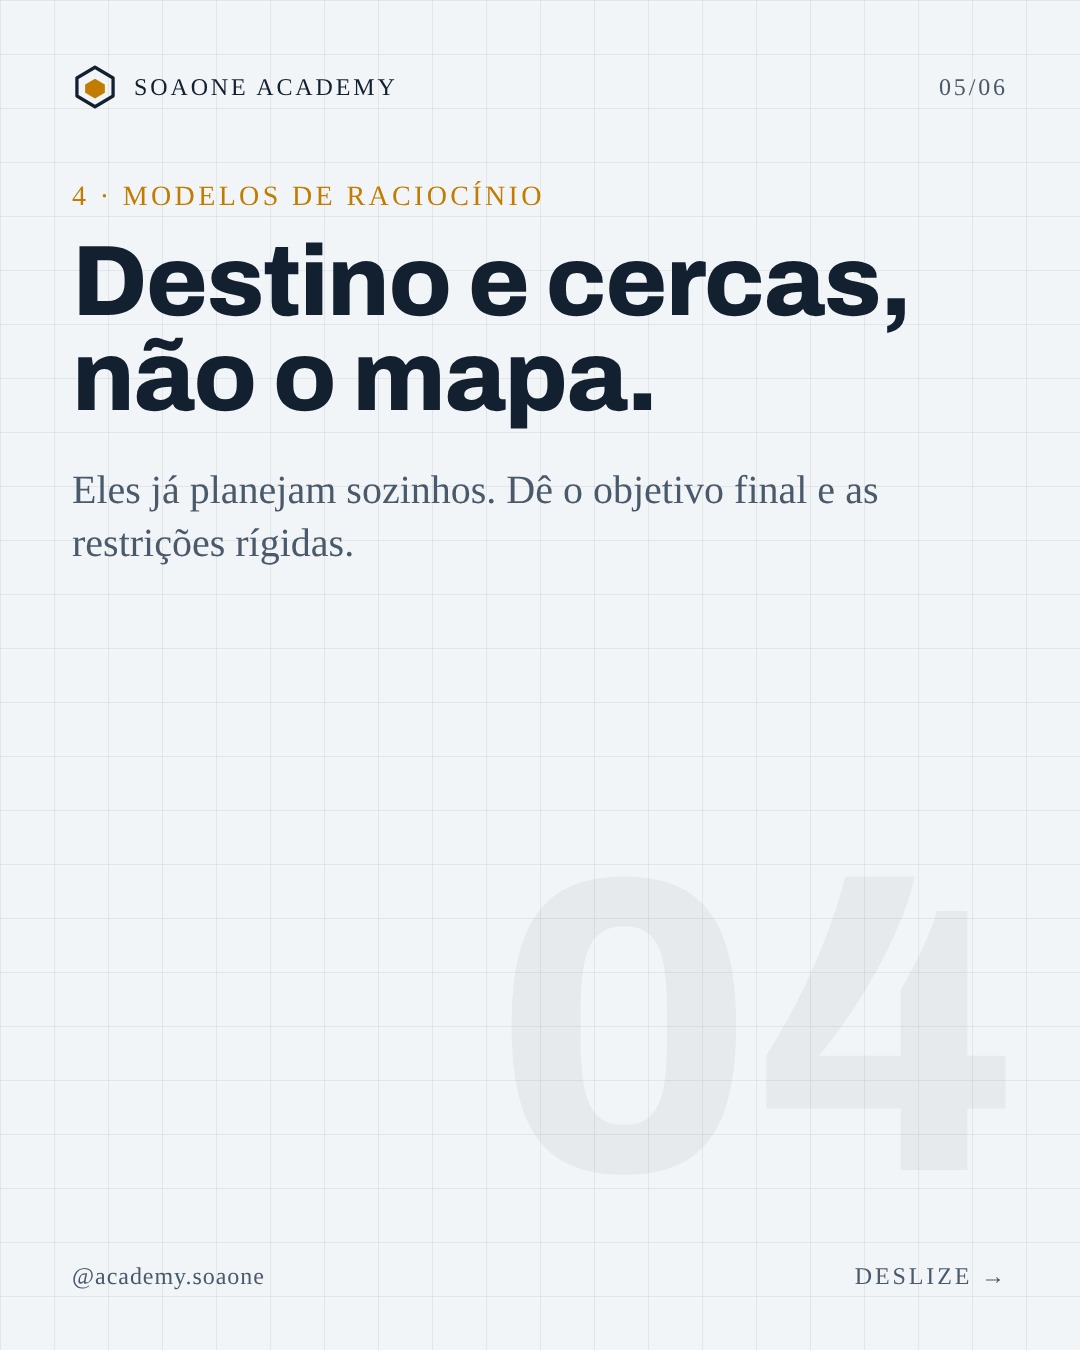 SOAONE ACADEMY
05/06
4 · MODELOS DE RACIOCÍNIO
Destino e cercas,
não o mapa.
Eles já planejam sozinhos. Dê o objetivo final e as
restrições rígidas.
04
@academy.soaone
DESLIZE →